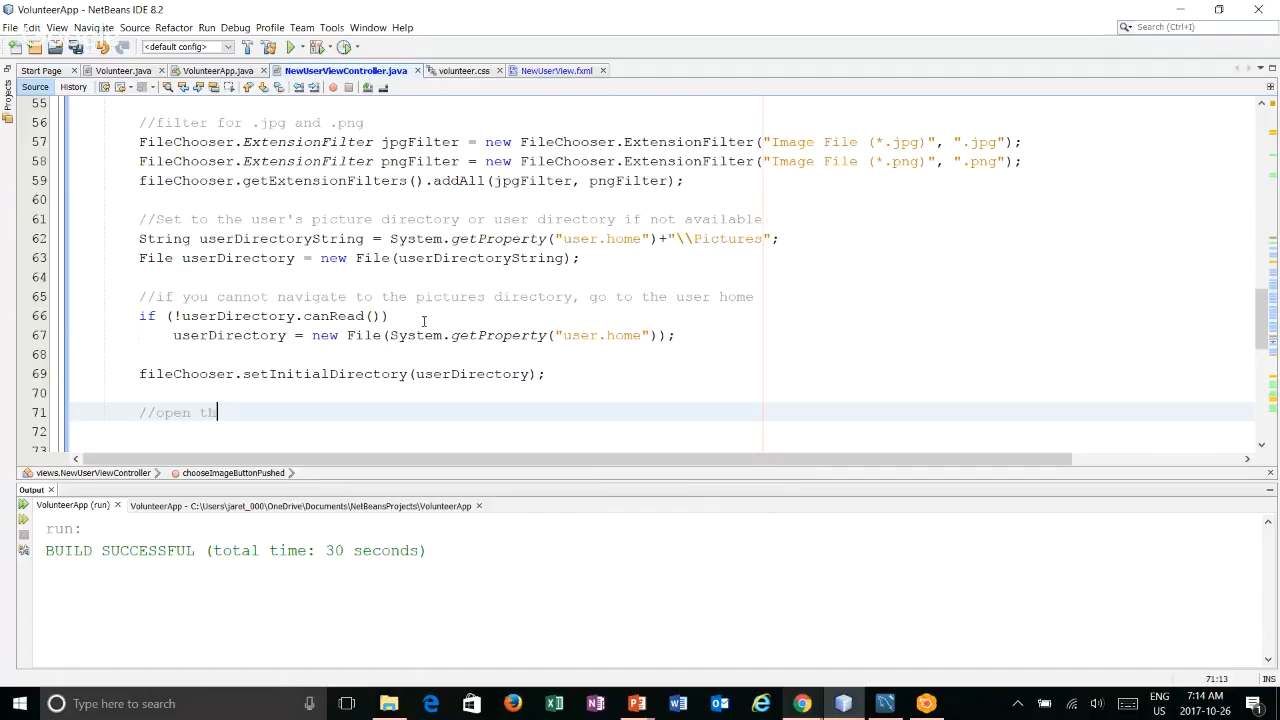 VolunteerApp - NetBeans IDE 8.2
File Edit View Navigate Source Refactor Run Debug Profile Team Tools Window Help
Search (Ctrl+I)
<default config>
Start Page Volunteer.java VolunteerApp.java NewUserViewController.java volunteer.css NewUserView.fxml
Projects
Source History
55
56 //filter for .jpg and .png
57 FileChooser.ExtensionFilter jpgFilter = new FileChooser.ExtensionFilter("Image File (*.jpg)", ".jpg");
58 FileChooser.ExtensionFilter pngFilter = new FileChooser.ExtensionFilter("Image File (*.png)", ".png");
59 fileChooser.getExtensionFilters().addAll(jpgFilter, pngFilter);
60
61 //Set to the user's picture directory or user directory if not available
62 String userDirectoryString = System.getProperty("user.home")+"\\Pictures";
63 File userDirectory = new File(userDirectoryString);
64
65 //if you cannot navigate to the pictures directory, go to the user home
66 if (!userDirectory.canRead())
67 userDirectory = new File(System.getProperty("user.home"));
68
69 fileChooser.setInitialDirectory(userDirectory);
70
71 //open th
72
73
views.NewUserViewController chooseImageButtonPushed
Output
VolunteerApp (run) VolunteerApp - C:\Users\jaret_000\OneDrive\Documents\NetBeansProjects\VolunteerApp
run:
BUILD SUCCESSFUL (total time: 30 seconds)
71:13 INS
Type here to search
ENG 7:14 AM
US 2017-10-26